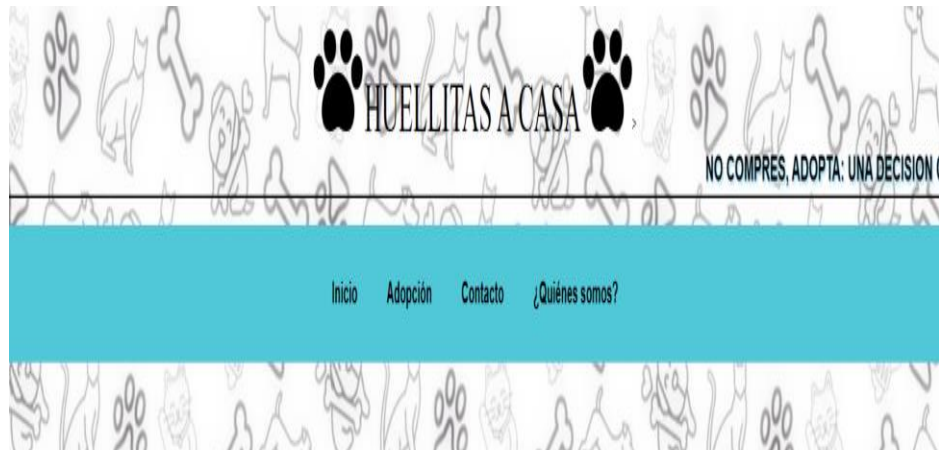 HUELLITAS A CASA
NO COMPRES, ADOPTA: UNA DECISION
Inicio Adopción Contacto ¿Quiénes somos?